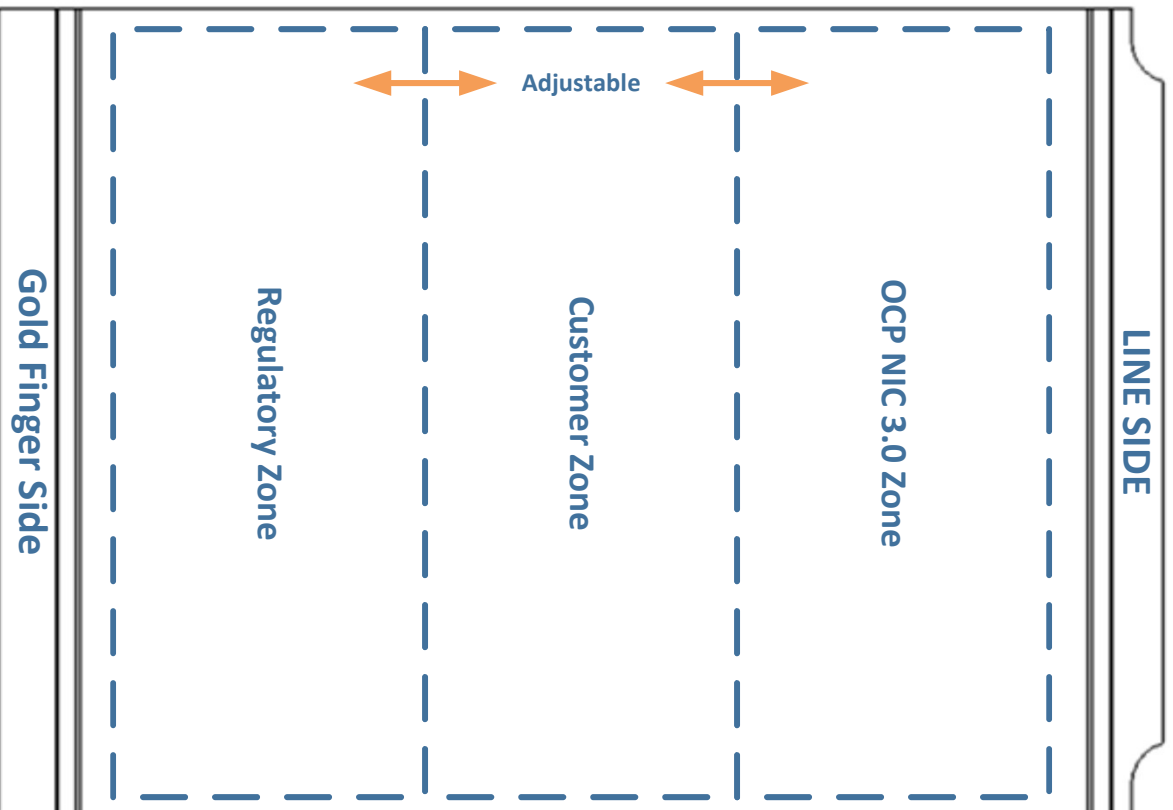 Adjustable
Gold Finger Side
Regulatory Zone
Customer Zone
OCP NIC 3.0 Zone
LINE SIDE